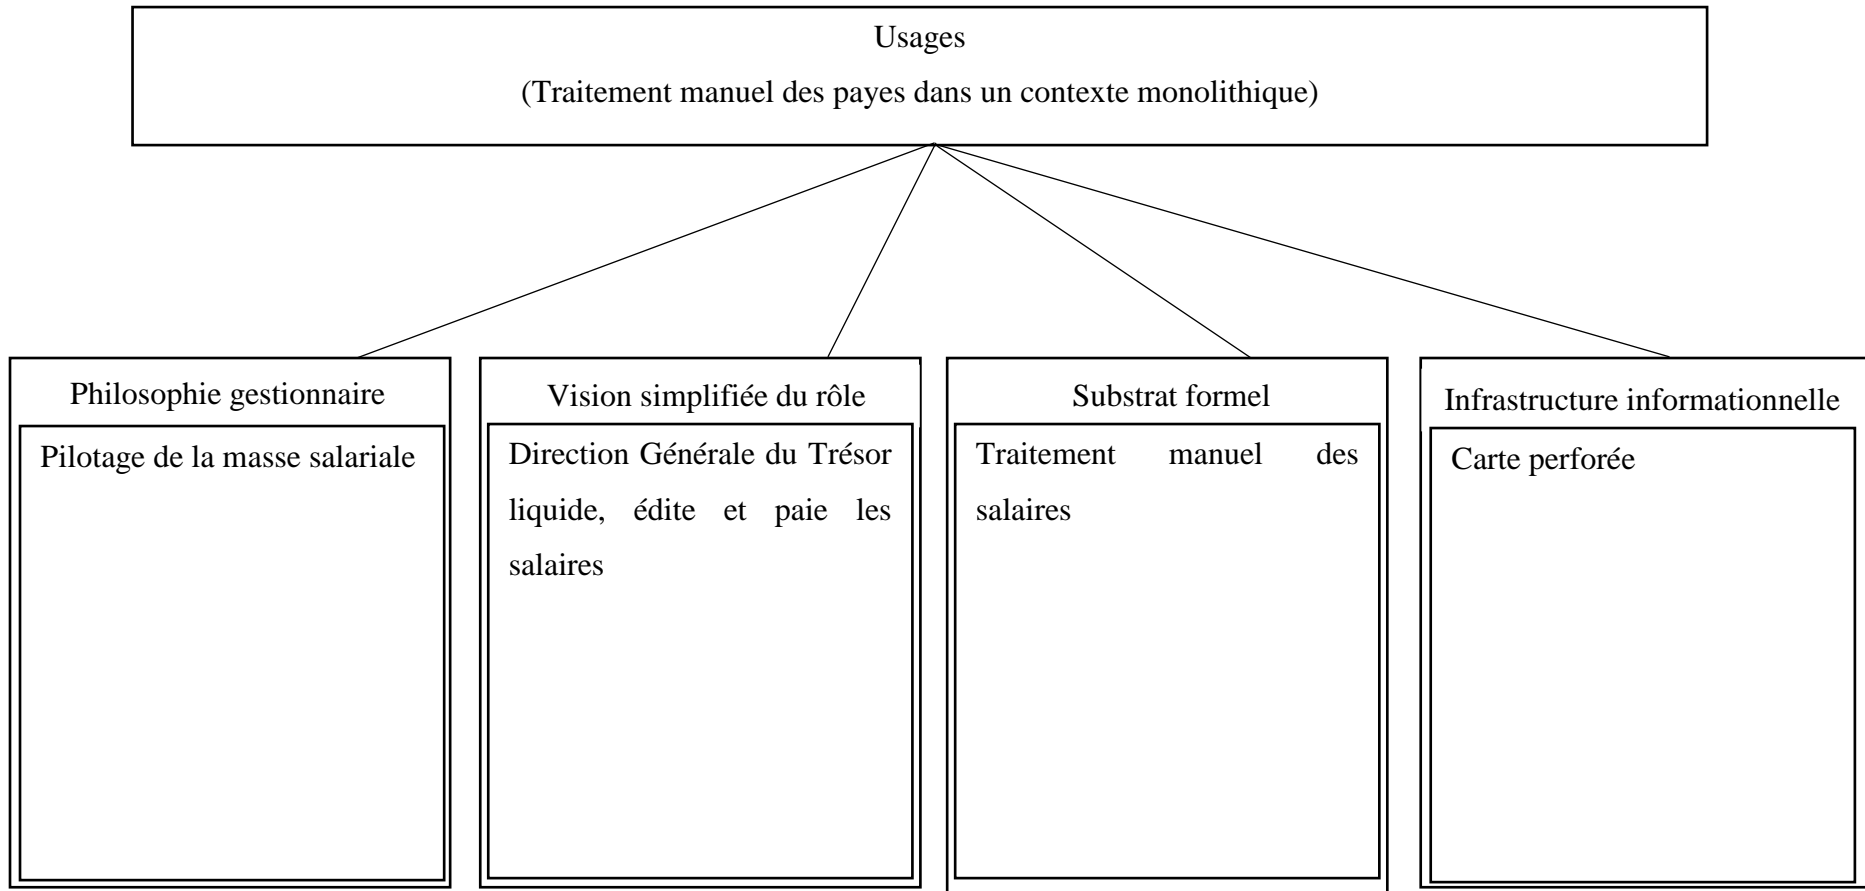 Usages
(Traitement manuel des payes dans un contexte monolithique)
Philosophie gestionnaire
Pilotage de la masse salariale
Vision simplifiée du rôle
Direction Générale du Trésor
liquide, édite et paie les
salaires
Substrat formel
Traitement manuel des
salaires
Infrastructure informationnelle
Carte perforée